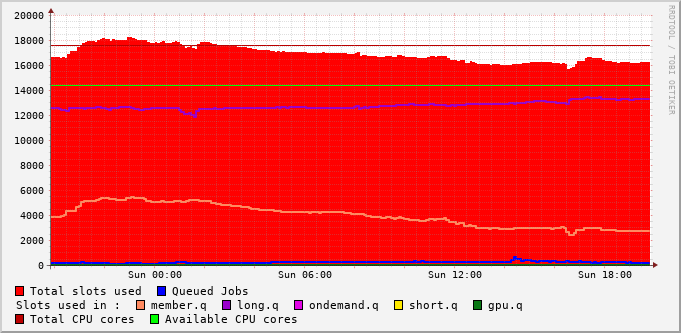 20000
18000
16000
14000
12000
10000
8000
6000
4000
2000
0
Sun 00:00 Sun 06:00 Sun 12:00 Sun 18:00
Total slots used Queued Jobs
Slots used in : member.q long.q ondemand.q short.q gpu.q
Total CPU cores Available CPU cores
RRDTOOL / TOBI OETIKER